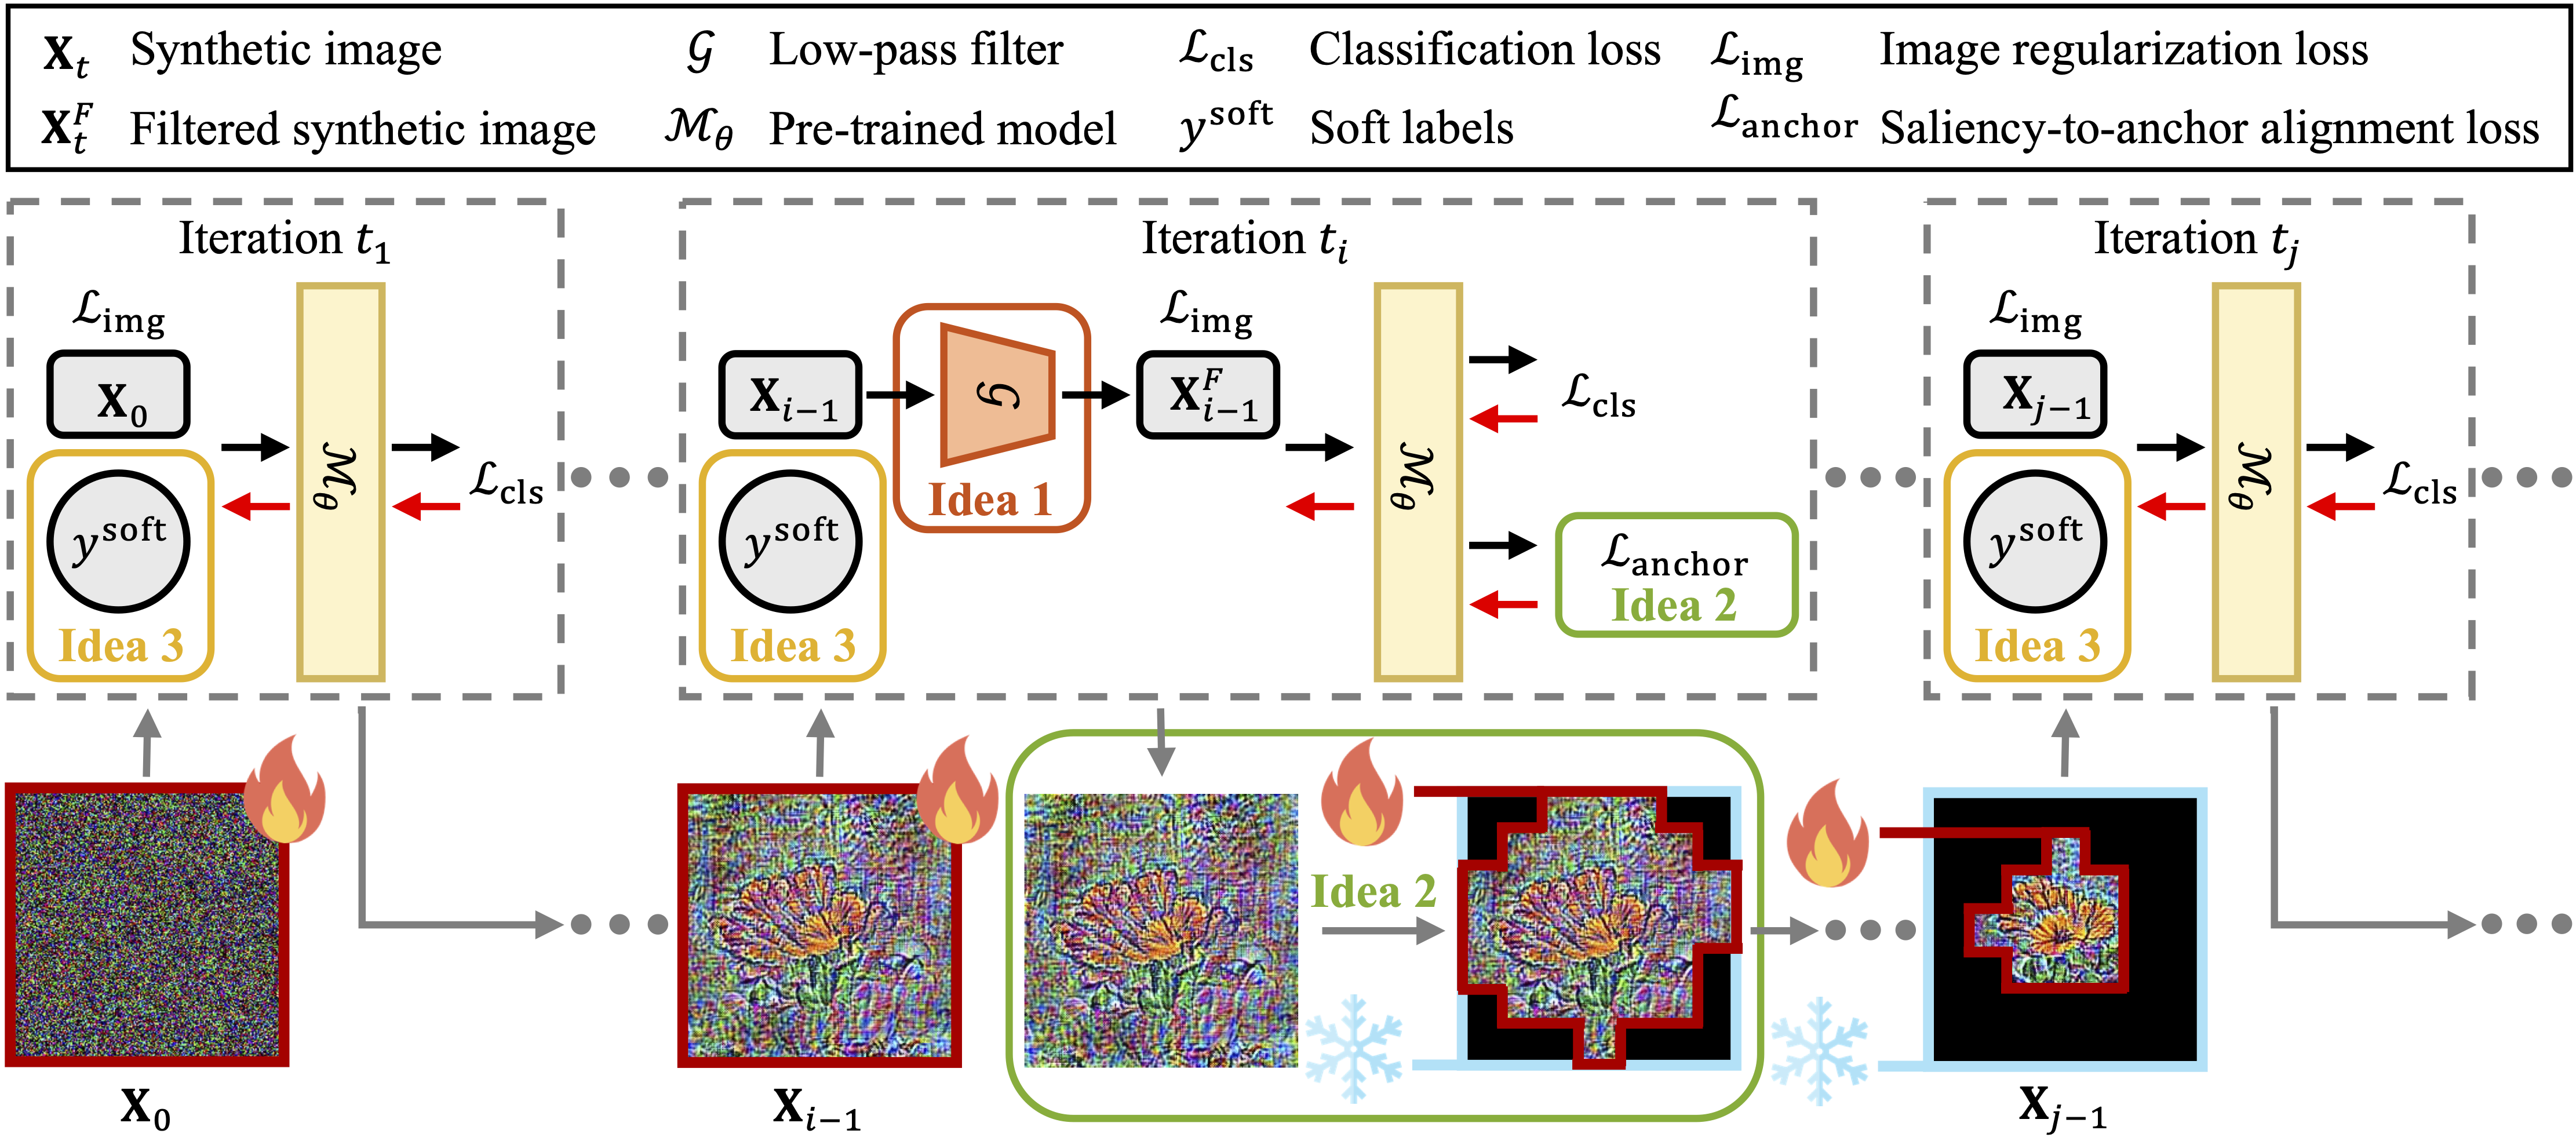 X_t Synthetic image 𝒢 Low-pass filter ℒ_cls Classification loss ℒ_img Image regularization loss
X_t^F Filtered synthetic image ℳ_θ Pre-trained model y^soft Soft labels ℒ_anchor Saliency-to-anchor alignment loss
Iteration t_1
ℒ_img
X_0
y^soft
Idea 3
ℳ_θ
ℒ_cls
Iteration t_i
X_{i−1}
𝒢
Idea 1
ℒ_img
X_{i−1}^F
y^soft
Idea 3
ℳ_θ
ℒ_cls
ℒ_anchor
Idea 2
Iteration t_j
ℒ_img
X_{j−1}
y^soft
Idea 3
ℳ_θ
ℒ_cls
Idea 2
X_0
X_{i−1}
X_{j−1}